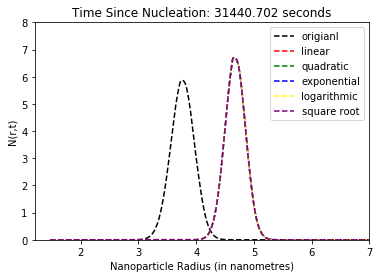 Time Since Nucleation: 31440.702 seconds
8
7
6
5
4
3
2
1
0
N(r,t)
origianl
linear
quadratic
exponential
logarithmic
square root
2 3 4 5 6 7
Nanoparticle Radius (in nanometres)